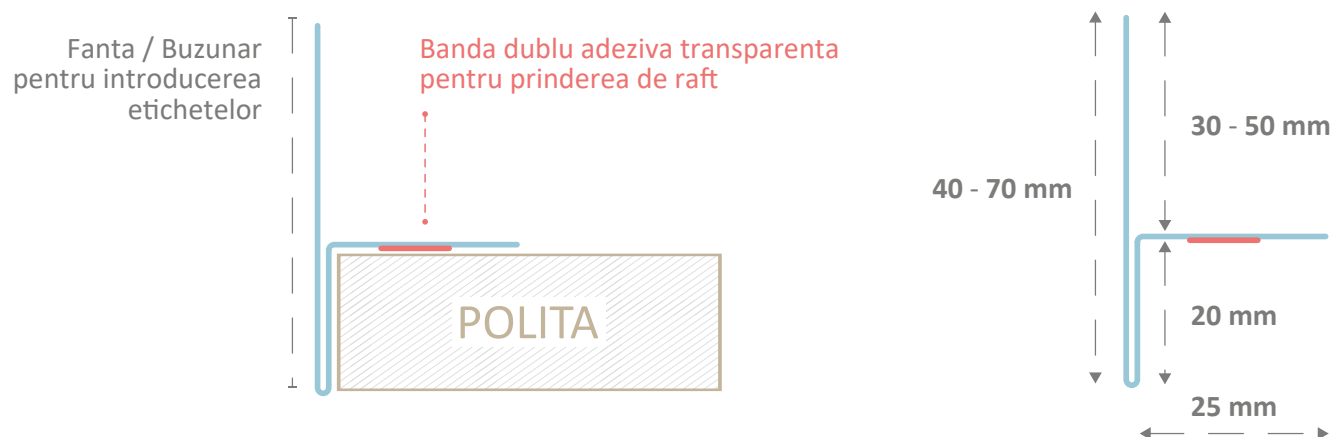 Fanta / Buzunar
pentru introducerea
etichetelor
Banda dublu adeziva transparenta
pentru prinderea de raft
POLITA
30 - 50 mm
40 - 70 mm
20 mm
25 mm